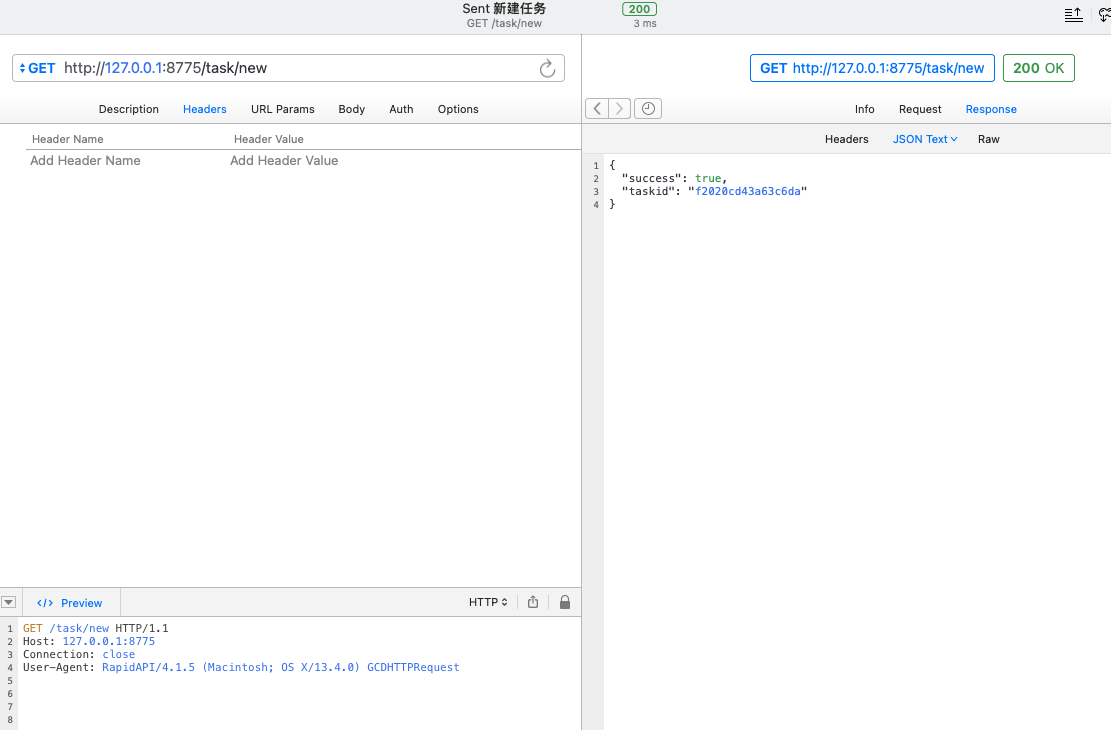 Sent 新建任务
GET /task/new
200
3 ms
GET http://127.0.0.1:8775/task/new
Description Headers URL Params Body Auth Options
Header Name Header Value
Add Header Name Add Header Value
GET http://127.0.0.1:8775/task/new 200 OK
Info Request Response
Headers JSON Text Raw
1 {
2 "success": true,
3 "taskid": "f2020cd43a63c6da"
4 }
</> Preview HTTP
1 GET /task/new HTTP/1.1
2 Host: 127.0.0.1:8775
3 Connection: close
4 User-Agent: RapidAPI/4.1.5 (Macintosh; OS X/13.4.0) GCDHTTPRequest
5
6
7
8